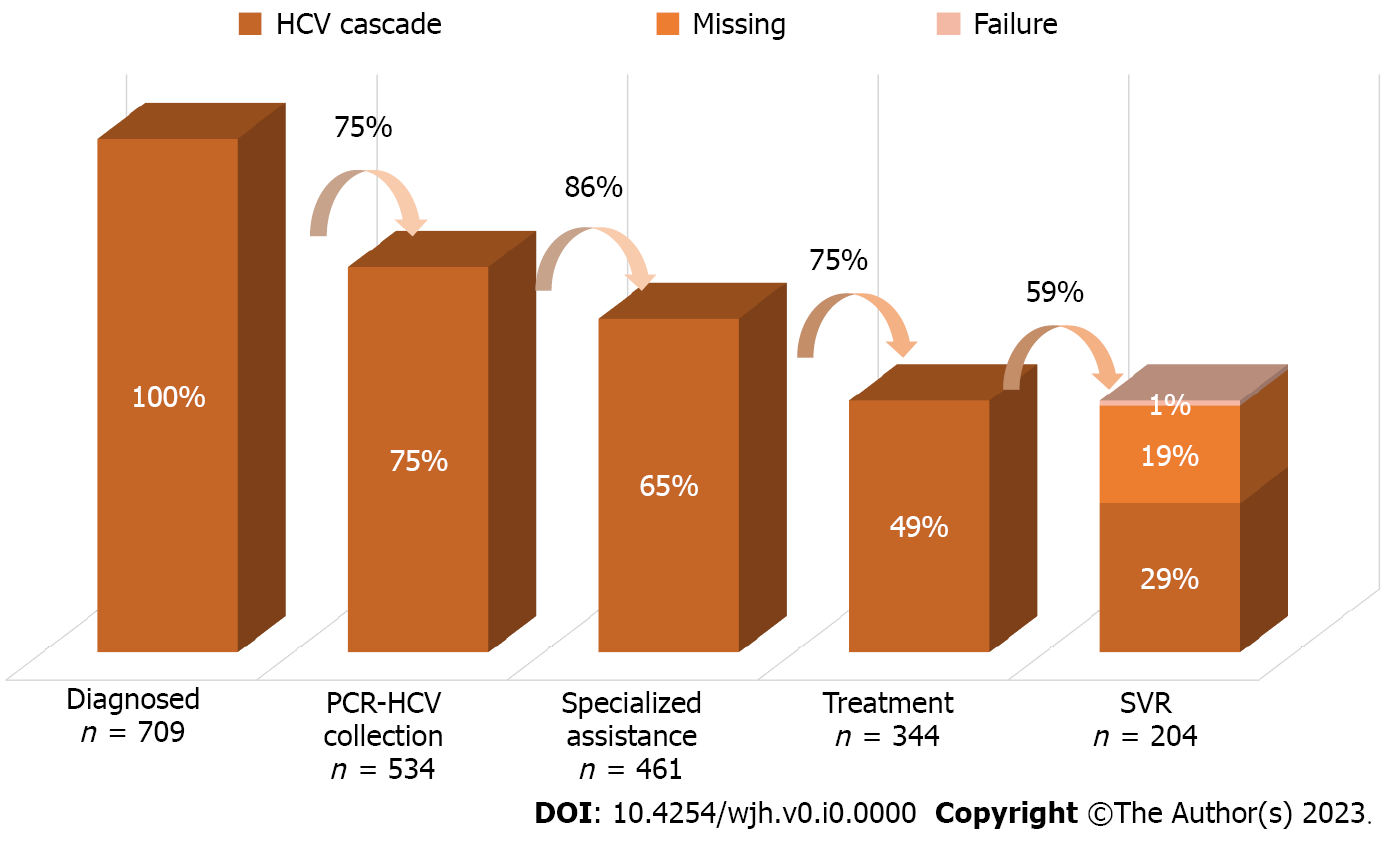 HCV cascade Missing Failure
75%
86%
75%
59%
100%
75%
65%
49%
1%
19%
29%
Diagnosed
n = 709
PCR-HCV
collection
n = 534
Specialized
assistance
n = 461
Treatment
n = 344
SVR
n = 204
DOI: 10.4254/wjh.v0.i0.0000 Copyright ©The Author(s) 2023.